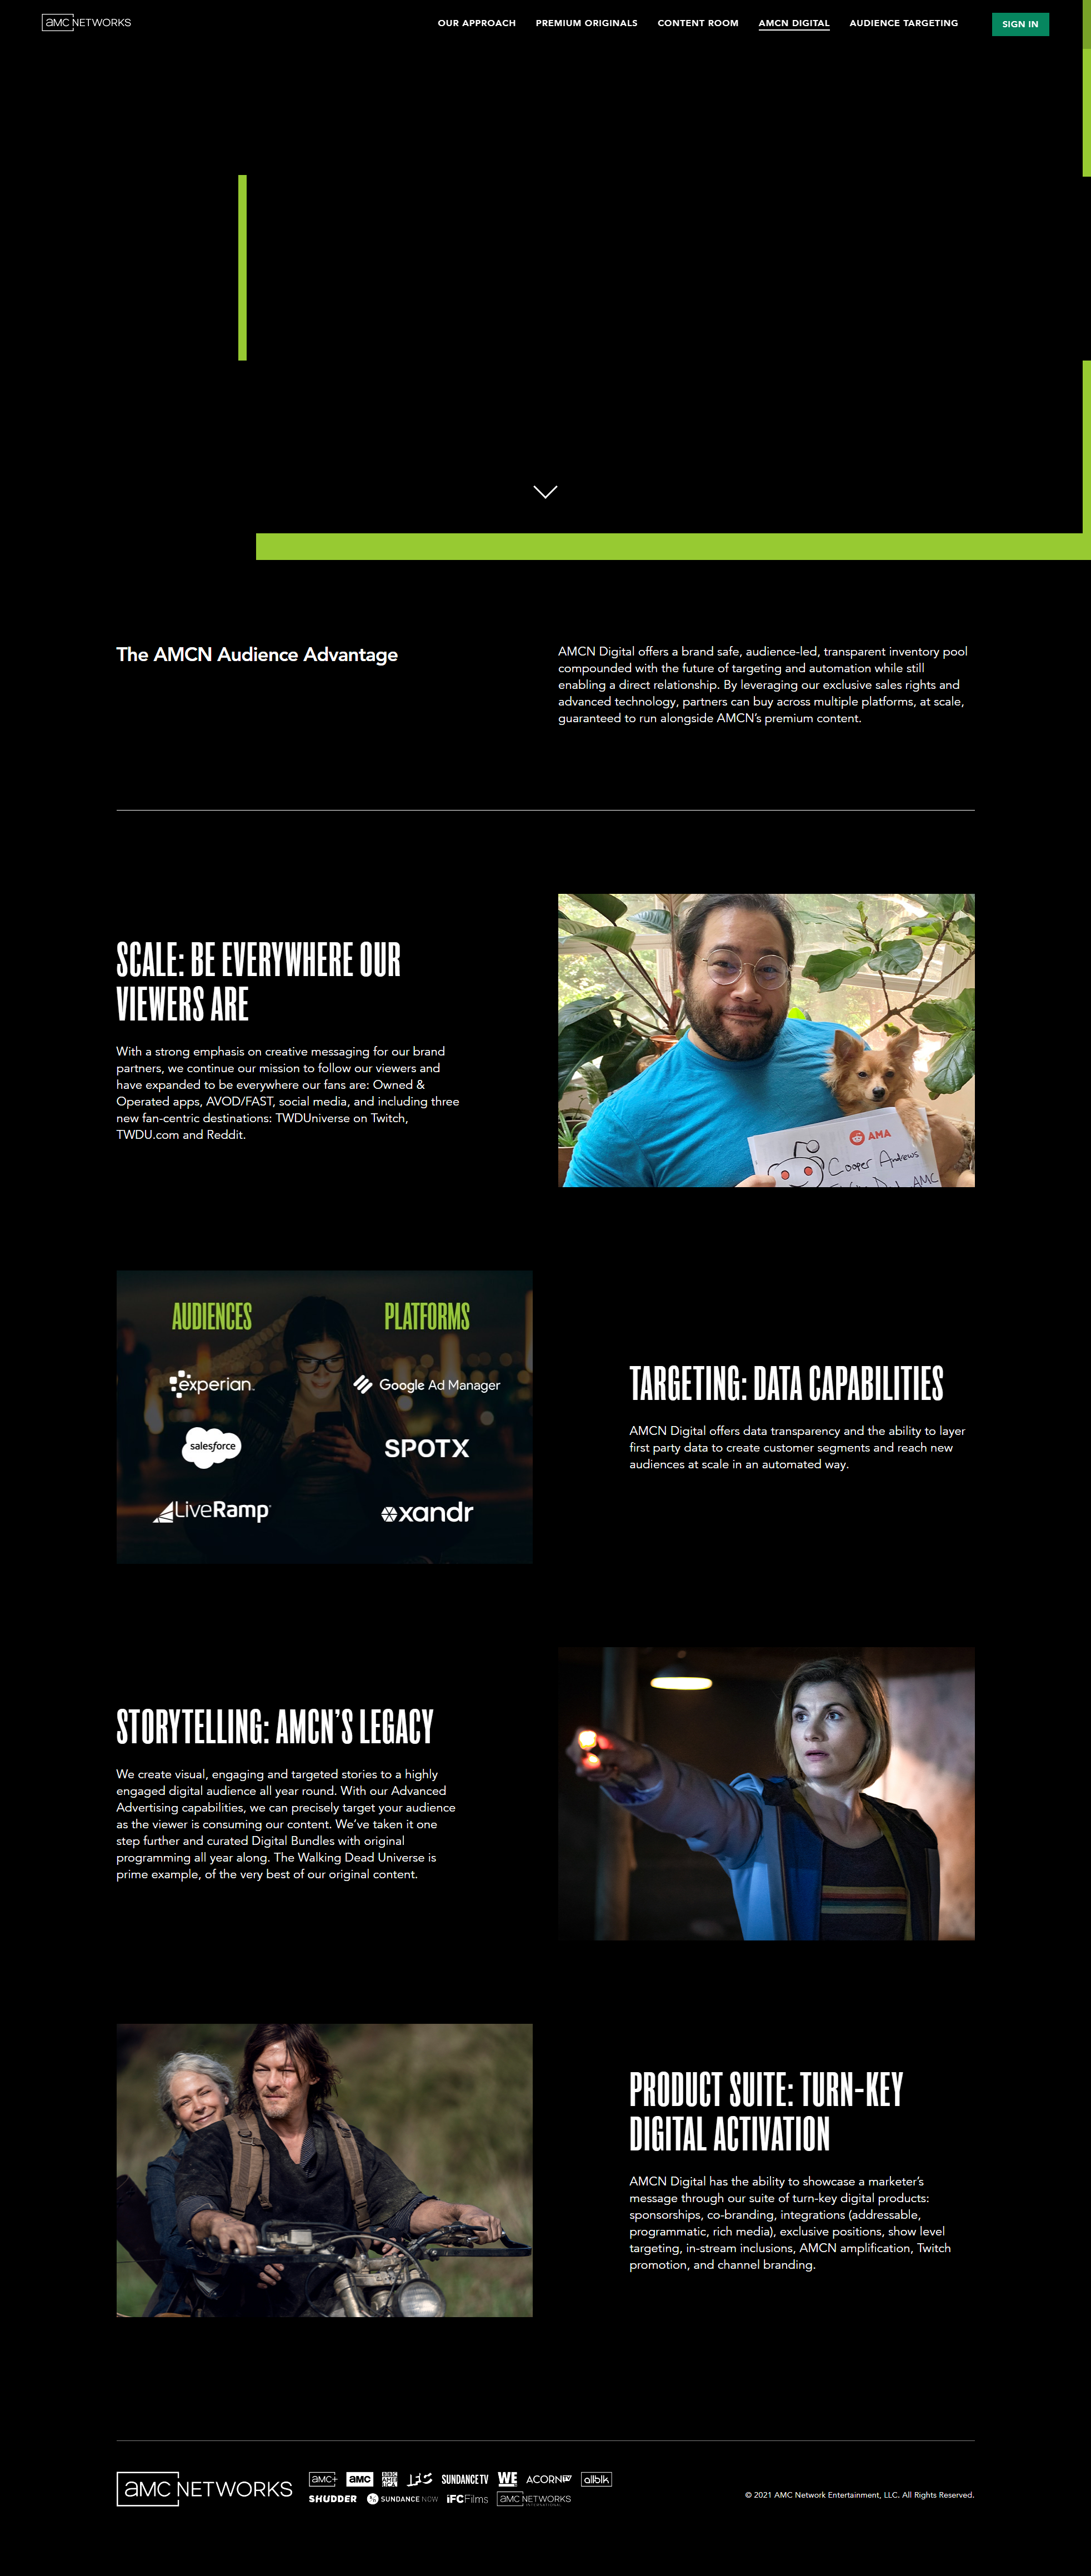 amc NETWORKS
OUR APPROACH PREMIUM ORIGINALS CONTENT ROOM AMCN DIGITAL AUDIENCE TARGETING SIGN IN
The AMCN Audience Advantage
AMCN Digital offers a brand safe, audience-led, transparent inventory pool
compounded with the future of targeting and automation while still
enabling a direct relationship. By leveraging our exclusive sales rights and
advanced technology, partners can buy across multiple platforms, at scale,
guaranteed to run alongside AMCN’s premium content.
SCALE: BE EVERYWHERE OUR
VIEWERS ARE
With a strong emphasis on creative messaging for our brand
partners, we continue our mission to follow our viewers and
have expanded to be everywhere our fans are: Owned &
Operated apps, AVOD/FAST, social media, and including three
new fan-centric destinations: TWDUniverse on Twitch,
TWDU.com and Reddit.
AMA
Cooper Andrews
AMC
AUDIENCES
PLATFORMS
experian
Google Ad Manager
salesforce
SPOTX
LiveRamp
xandr
TARGETING: DATA CAPABILITIES
AMCN Digital offers data transparency and the ability to layer
first party data to create customer segments and reach new
audiences at scale in an automated way.
STORYTELLING: AMCN’S LEGACY
We create visual, engaging and targeted stories to a highly
engaged digital audience all year round. With our Advanced
Advertising capabilities, we can precisely target your audience
as the viewer is consuming our content. We’ve taken it one
step further and curated Digital Bundles with original
programming all year along. The Walking Dead Universe is
prime example, of the very best of our original content.
PRODUCT SUITE: TURN-KEY
DIGITAL ACTIVATION
AMCN Digital has the ability to showcase a marketer’s
message through our suite of turn-key digital products:
sponsorships, co-branding, integrations (addressable,
programmatic, rich media), exclusive positions, show level
targeting, in-stream inclusions, AMCN amplification, Twitch
promotion, and channel branding.
amc NETWORKS
amc+ amc BBC AMERICA IFC SUNDANCE TV WE ACORN TV allblk
SHUDDER SUNDANCE NOW IFC Films amc NETWORKS INTERNATIONAL
© 2021 AMC Network Entertainment, LLC. All Rights Reserved.